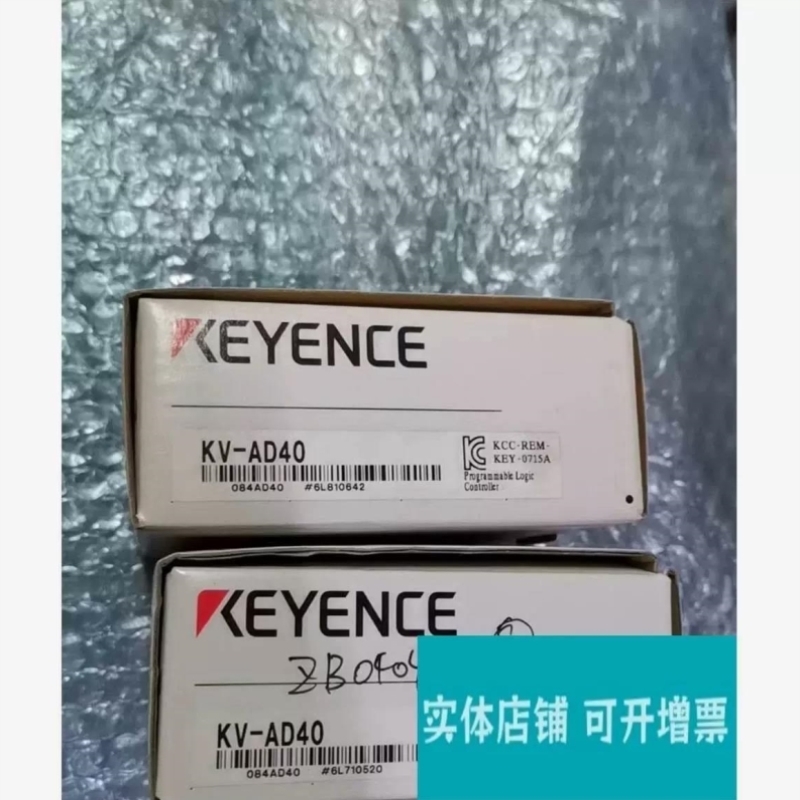 KEYENCE
KV-AD40
084AD40 #6L810642
KCC-REM-
KEY-0715A
Programmable Logic
Controller
KEYENCE
ZB040
KV-AD40
084AD40 #6L710520
实体店铺 可开增票